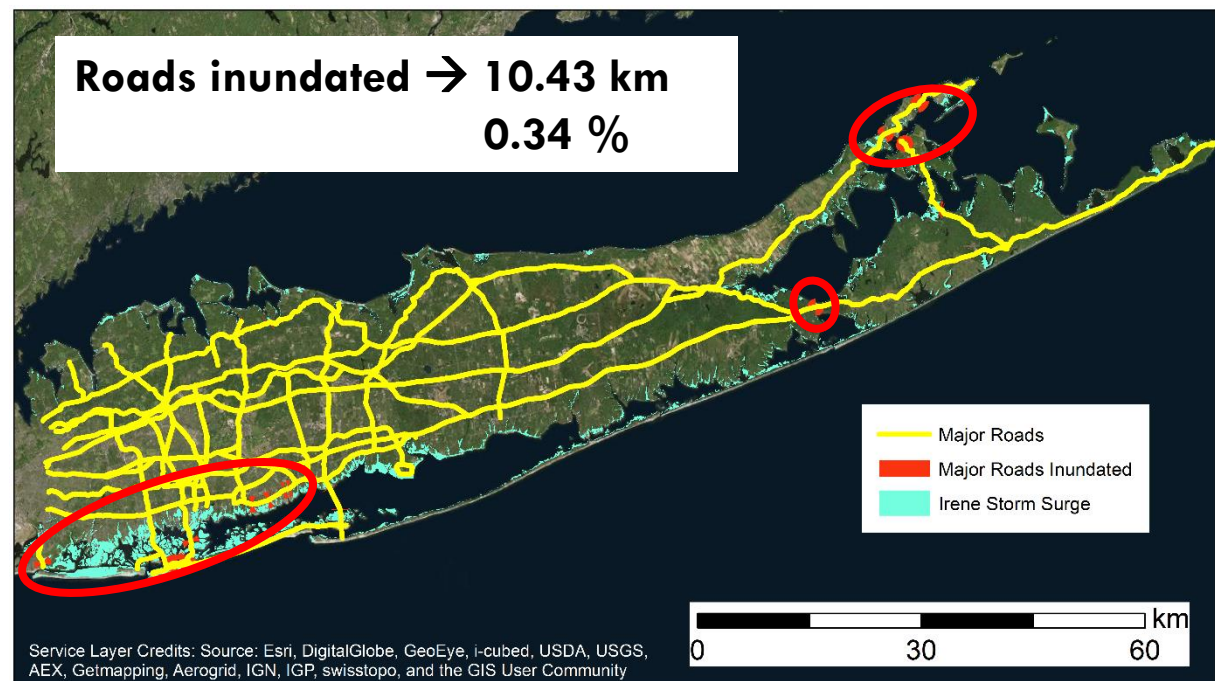 Roads inundated → 10.43 km
0.34 %
Major Roads
Major Roads Inundated
Irene Storm Surge
km
0 30 60
Service Layer Credits: Source: Esri, DigitalGlobe, GeoEye, i-cubed, USDA, USGS,
AEX, Getmapping, Aerogrid, IGN, IGP, swisstopo, and the GIS User Community